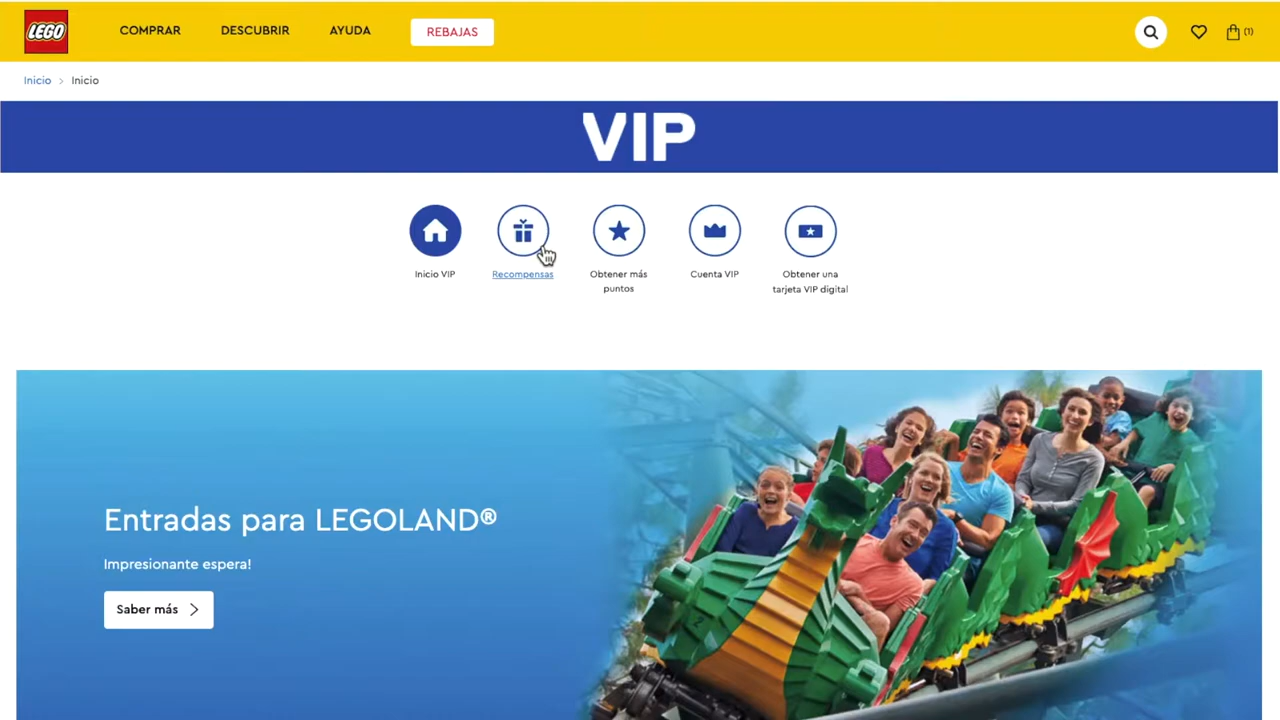 LEGO
COMPRAR
DESCUBRIR
AYUDA
REBAJAS
(1)
Inicio > Inicio
VIP
Inicio VIP
Recompensas
Obtener más
puntos
Cuenta VIP
Obtener una
tarjeta VIP digital
Entradas para LEGOLAND®
Impresionante espera!
Saber más